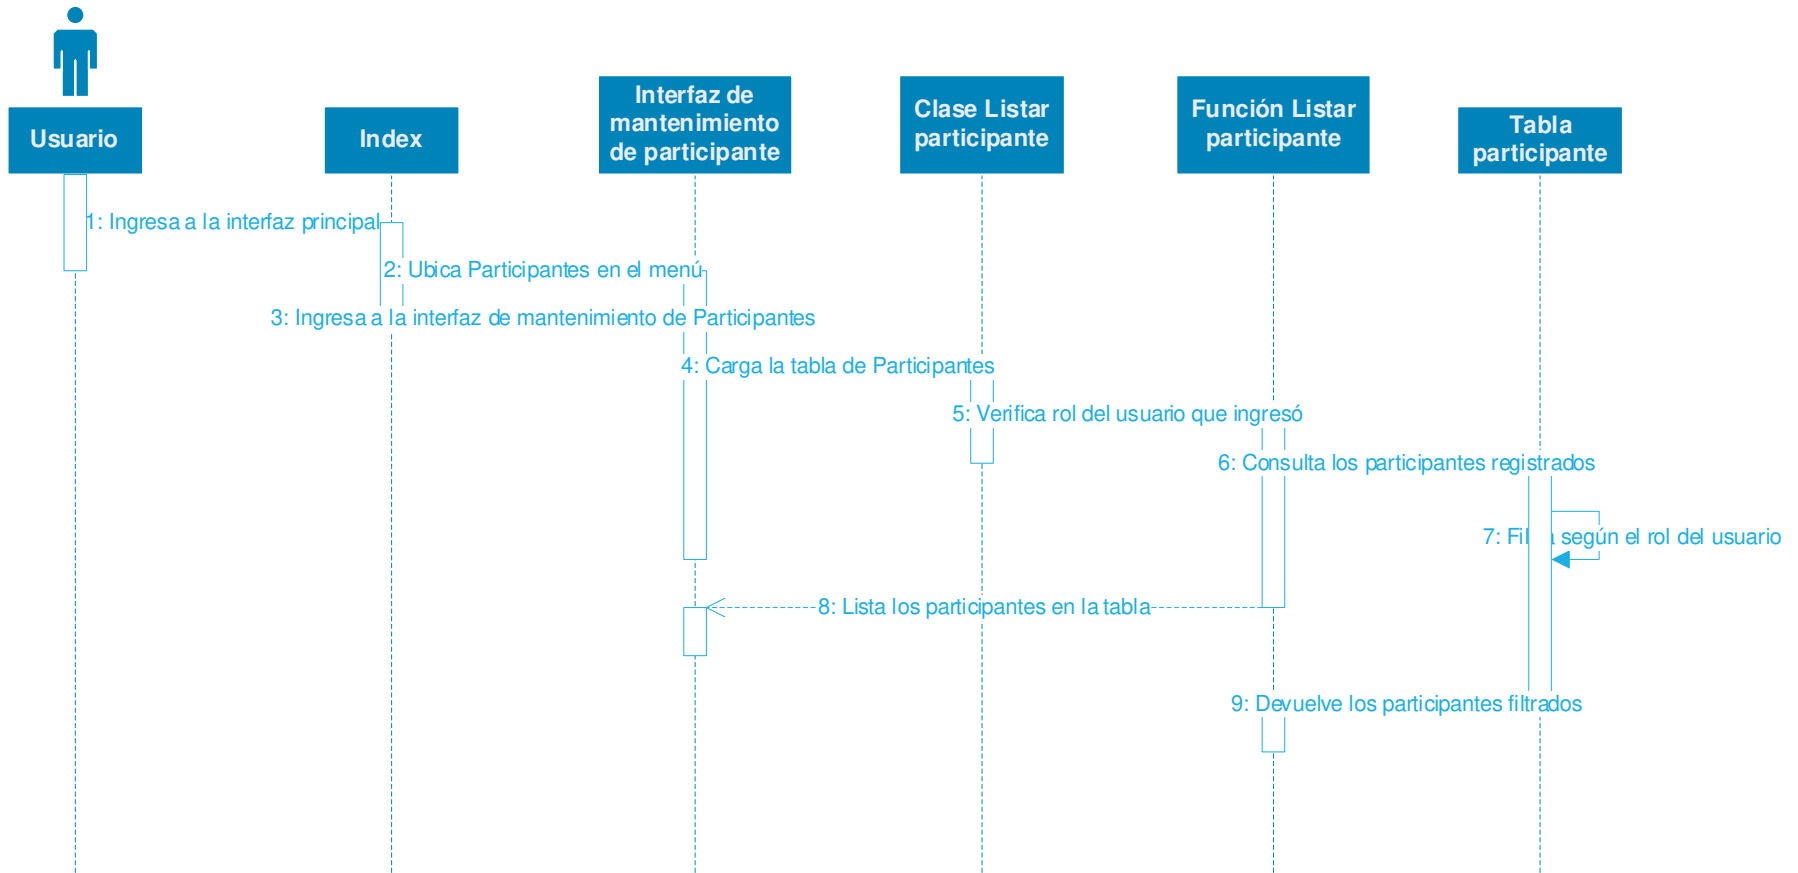 Usuario
Index
Interfaz de
mantenimiento
de participante
Clase Listar
participante
Función Listar
participante
Tabla
participante
1: Ingresa a la interfaz principal
2: Ubica Participantes en el menú
3: Ingresa a la interfaz de mantenimiento de Participantes
4: Carga la tabla de Participantes
5: Verifica rol del usuario que ingresó
6: Consulta los participantes registrados
7: Filtra según el rol del usuario
8: Lista los participantes en la tabla
9: Devuelve los participantes filtrados